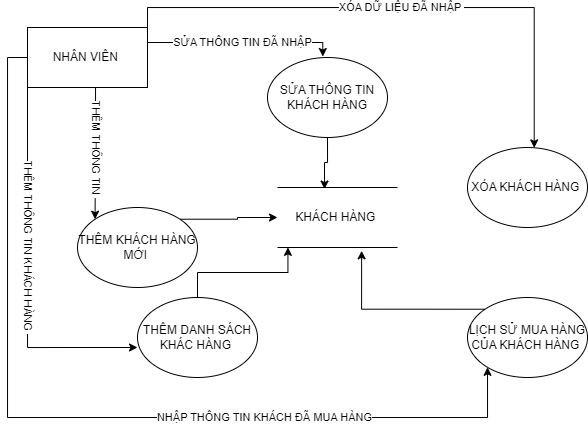 XÓA DỮ LIỆU ĐÃ NHẬP
SỬA THÔNG TIN ĐÃ NHẬP
NHÂN VIÊN
SỬA THÔNG TIN
KHÁCH HÀNG
THÊM THÔNG TIN
THÊM THÔNG TIN KHÁCH HÀNG
XÓA KHÁCH HÀNG
KHÁCH HÀNG
THÊM KHÁCH HÀNG
MỚI
THÊM DANH SÁCH
KHÁC HÀNG
LỊCH SỬ MUA HÀNG
CỦA KHÁCH HÀNG
NHẬP THÔNG TIN KHÁCH ĐÃ MUA HÀNG